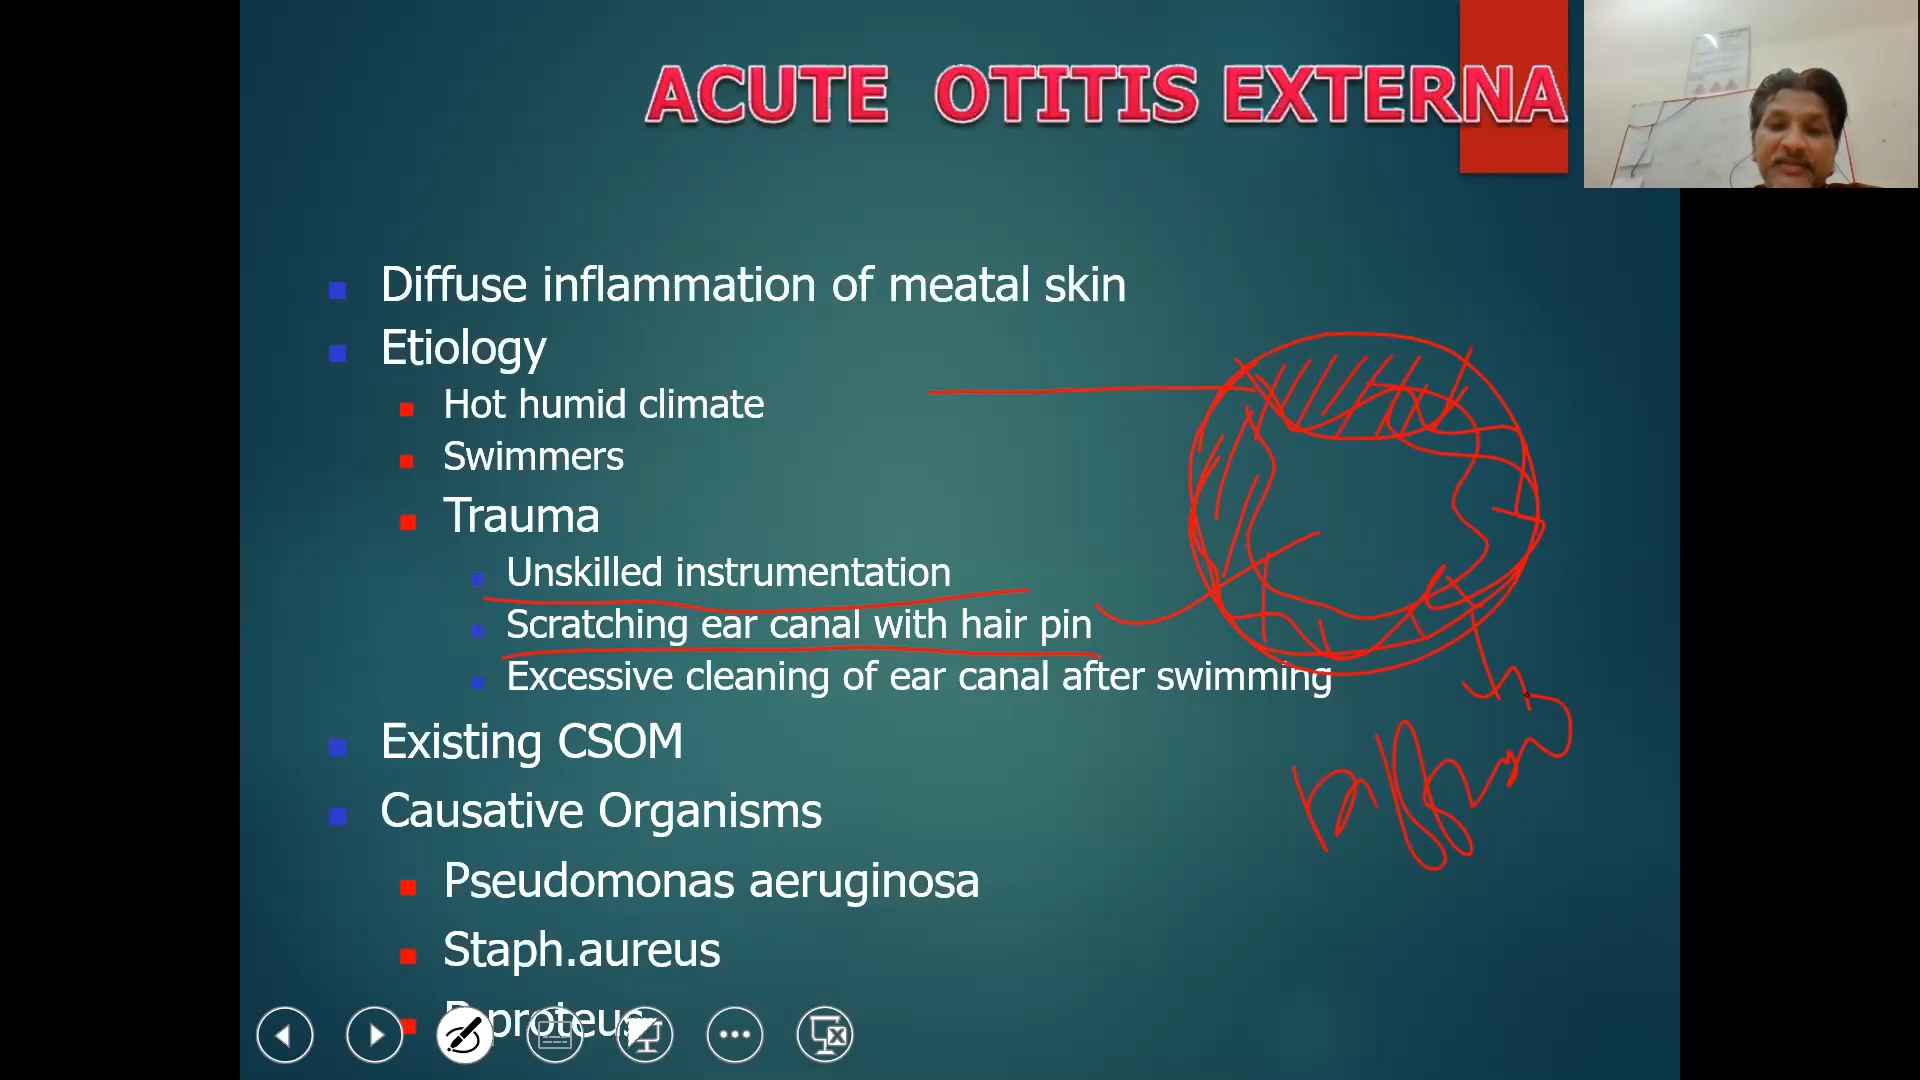 ACUTE OTITIS EXTERNA
Diffuse inflammation of meatal skin
Etiology
Hot humid climate
Swimmers
Trauma
Unskilled instrumentation
Scratching ear canal with hair pin
Excessive cleaning of ear canal after swimming
Existing CSOM
Causative Organisms
Pseudomonas aeruginosa
Staph.aureus
proteus